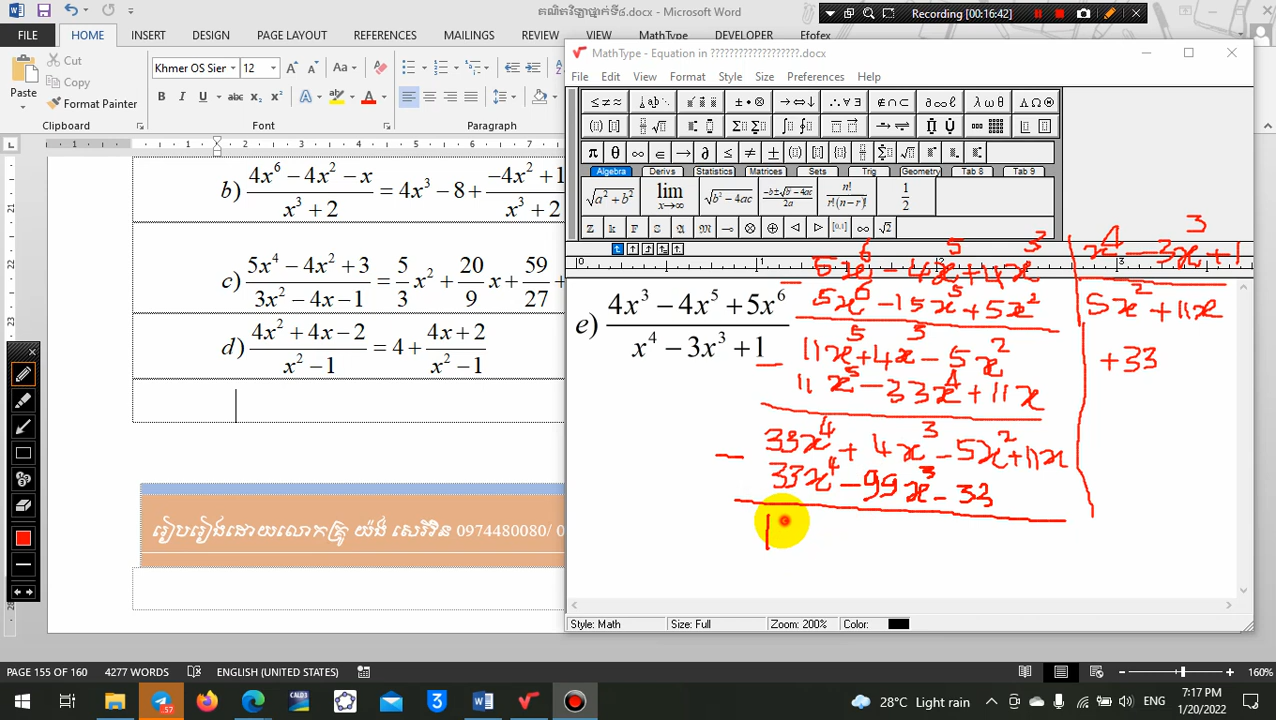 គណិតវិទ្យាថ្នាក់ទី៩.docx - Microsoft Word
Recording [00:16:42]
FILE HOME INSERT DESIGN PAGE LAYOUT REFERENCES MAILINGS REVIEW VIEW MathType DEVELOPER Efofex
Cut
Copy
Format Painter
Paste
Khmer OS Sier 12
Clipboard
Font
Paragraph
MathType - Equation in ??????????????????.docx
File Edit View Format Style Size Preferences Help
Algebra Derivs Statistics Matrices Sets Trig Geometry Tab 8 Tab 9
b) (4x⁶ − 4x² − x)/(x³ + 2) = 4x³ − 8 + (−4x² + 1)/(x³ + 2)
c) (5x⁴ − 4x² + 3)/(3x² − 4x − 1) = 5/3 x² + 20/9 x + 59/27
d) (4x² + 4x − 2)/(x² − 1) = 4 + (4x + 2)/(x² − 1)
រៀបរៀងដោយលោកគ្រូ យ៉ង់ សេរីវិន 0974480080 -
e) (4x³ − 4x⁵ + 5x⁶)/(x⁴ − 3x³ + 1)
5x⁶ − 4x⁵ + 4x³
x⁴ − 3x³ + 1
− 5x⁶ − 15x⁵ + 5x²
5x² + 11x
11x⁵ + 4x³ − 5x²
+33
− 11x⁵ − 33x⁴ + 11x
33x⁴ + 4x³ − 5x² + 11x
− 33x⁴ − 99x³ − 33
1
Style: Math Size: Full Zoom: 200% Color:
PAGE 155 OF 160 4277 WORDS ENGLISH (UNITED STATES) 160%
28°C Light rain ENG 7:17 PM
1/20/2022